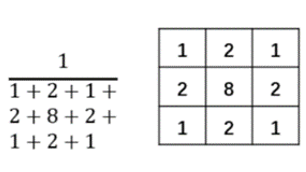 1
1 + 2 + 1 +
2 + 8 + 2 +
1 + 2 + 1
1 2 1
2 8 2
1 2 1